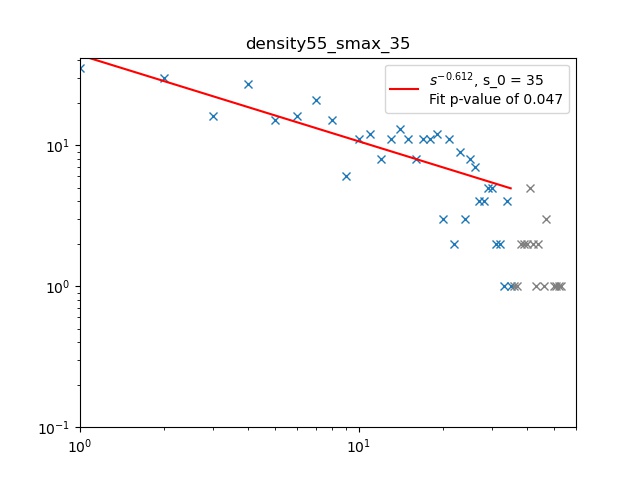 density55_smax_35
s^{-0.612}, s_0 = 35
Fit p-value of 0.047
10^1
10^0
10^{-1}
10^0
10^1